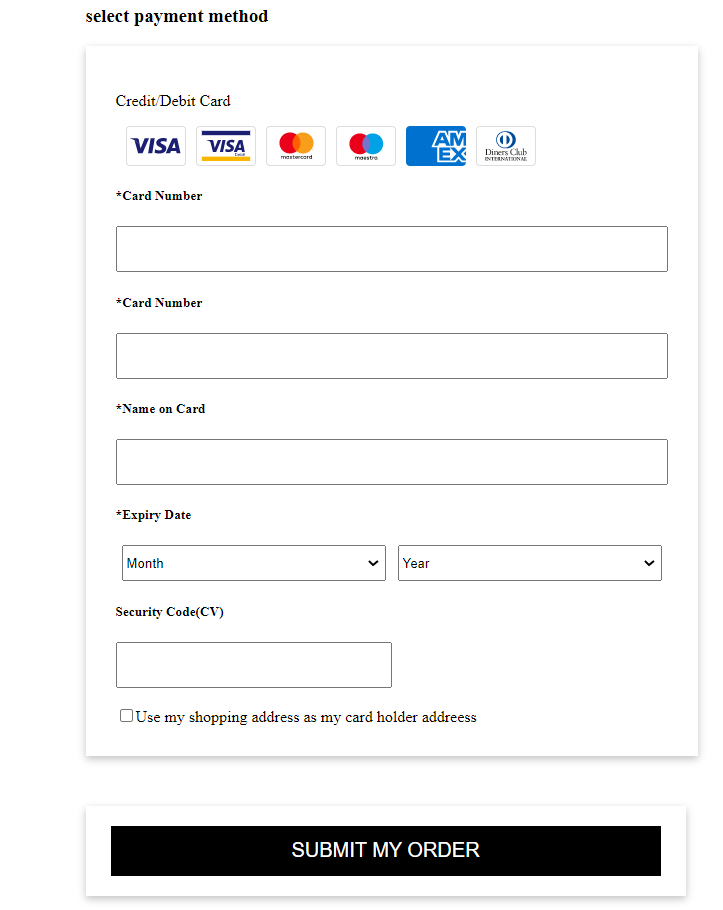 select payment method
Credit/Debit Card
VISA VISA Debit mastercard maestro AM EX Diners Club INTERNATIONAL
*Card Number
*Card Number
*Name on Card
*Expiry Date
Month Year
Security Code(CV)
Use my shopping address as my card holder addreess
SUBMIT MY ORDER